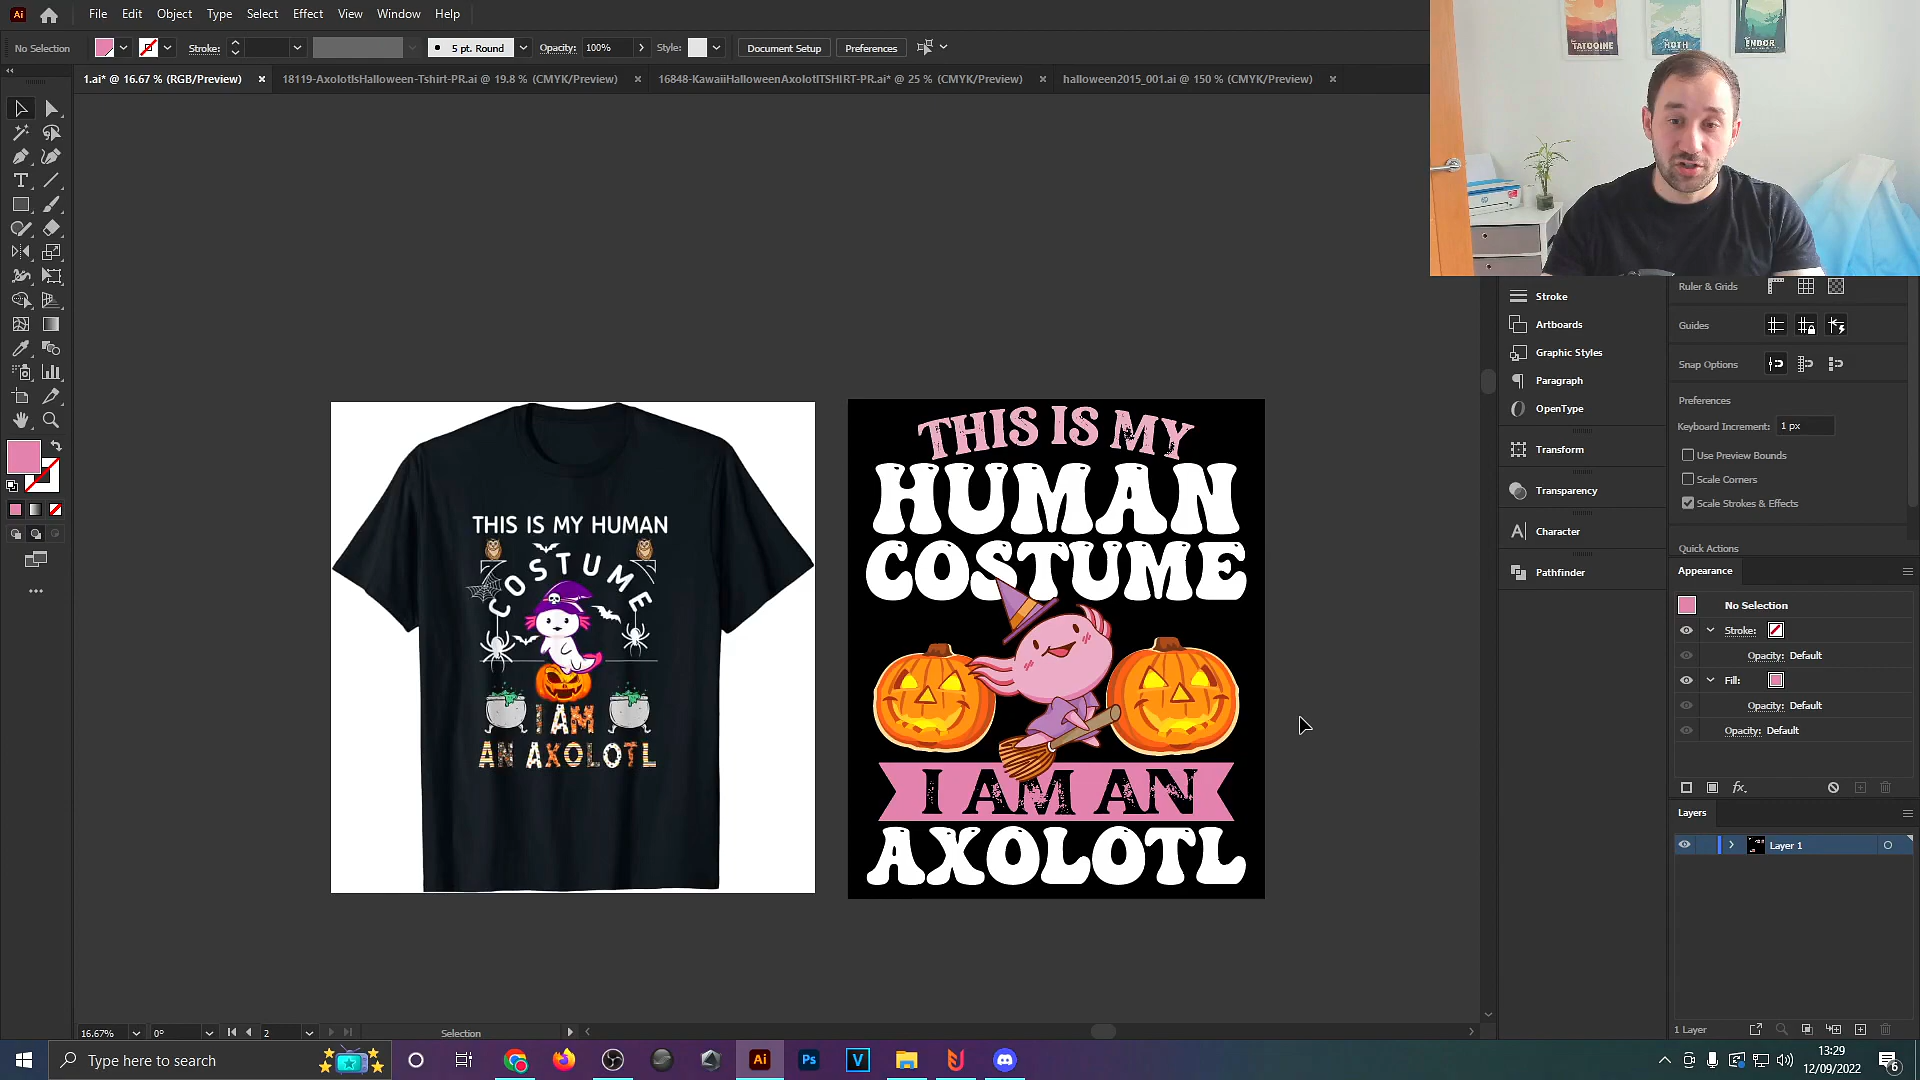 Ai File Edit Object Type Select Effect View Window Help
No Selection Stroke: 5 pt. Round Opacity: 100% Style: Document Setup Preferences
1.ai* @ 16.67 % (RGB/Preview) × 18119-AxolotlsHalloween-Tshirt-PR.ai @ 19.8 % (CMYK/Preview) × 16848-KawaiiHalloweenAxolotlTSHIRT-PR.ai* @ 25 % (CMYK/Preview) × halloween2015_001.ai @ 150 % (CMYK/Preview) ×
TATOOINE
HOTH
ENDOR
THIS IS MY HUMAN
COSTUME
I AM
AN AXOLOTL
THIS IS MY
HUMAN
COSTUME
I AM AN
AXOLOTL
Stroke
Artboards
Graphic Styles
Paragraph
OpenType
Transform
Transparency
Character
Pathfinder
Ruler & Grids
Guides
Snap Options
Preferences
Keyboard Increment: 1 px
Use Preview Bounds
Scale Corners
Scale Strokes & Effects
Quick Actions
Appearance
No Selection
Stroke:
Opacity: Default
Fill:
Opacity: Default
Opacity: Default
fx.
Layers
Layer 1
1 Layer
16.67% 0° 2 Selection
Type here to search
Ai Ps V
13:29
12/09/2022
6